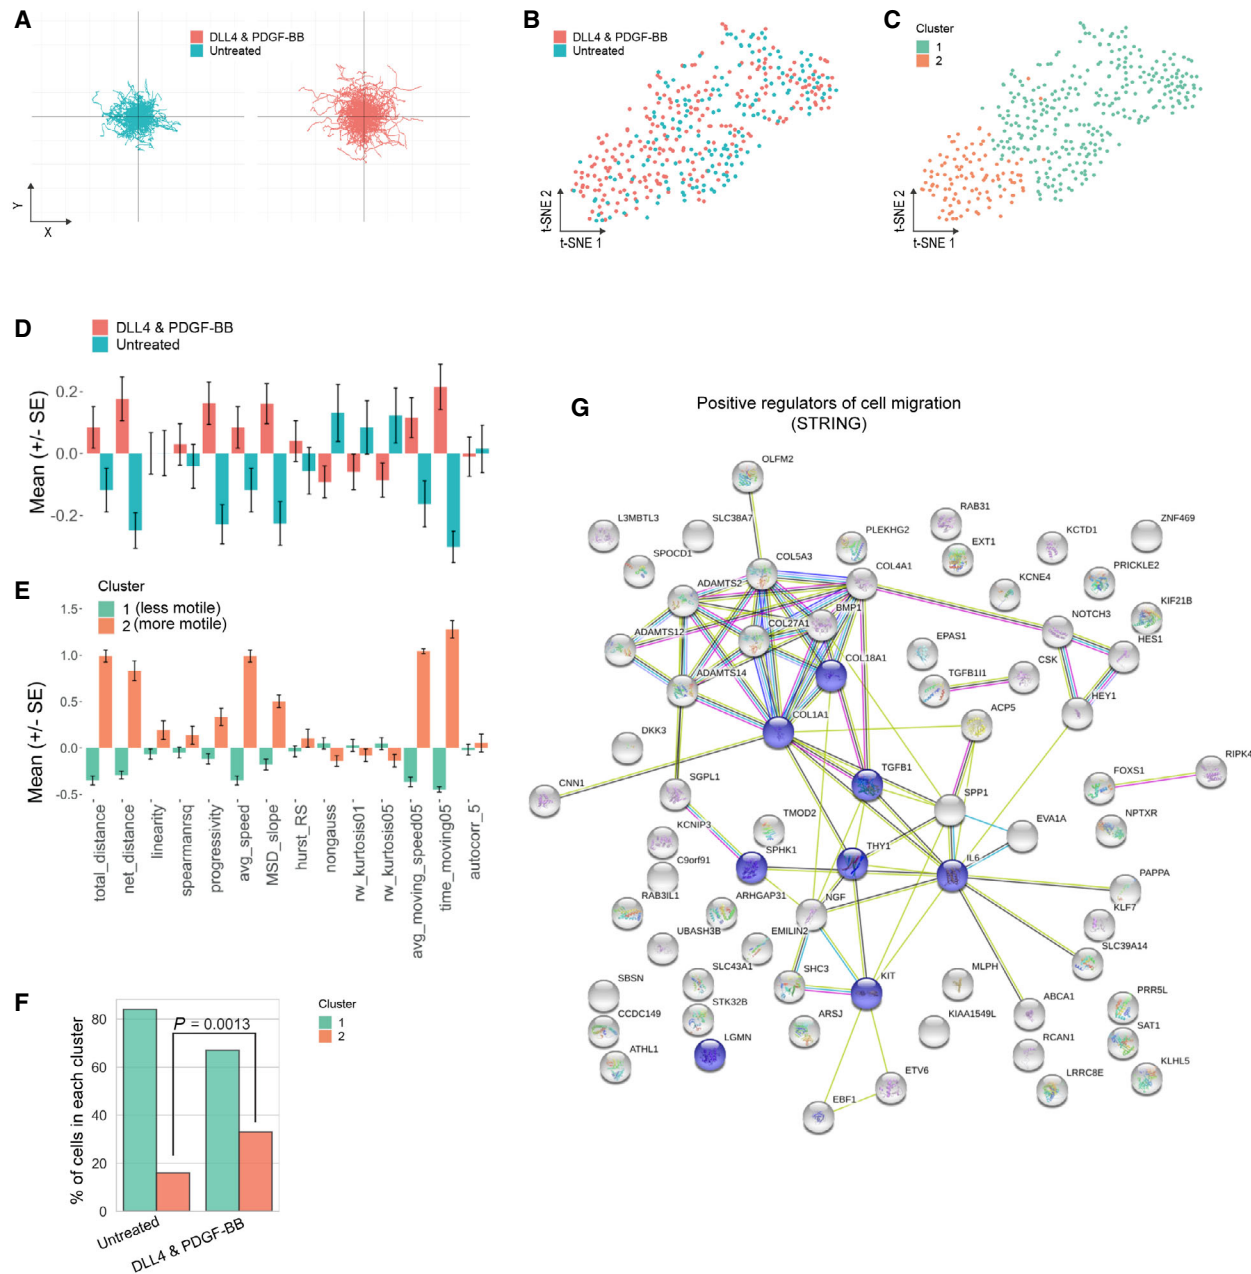 A
DLL4 & PDGF-BB
Untreated
Y
X
B
DLL4 & PDGF-BB
Untreated
t-SNE 2
t-SNE 1
C
Cluster
1
2
t-SNE 2
t-SNE 1
D
DLL4 & PDGF-BB
Untreated
Mean (+/- SE)
0.2
0.0
-0.2
E
Cluster
1 (less motile)
2 (more motile)
Mean (+/- SE)
1.5
1.0
0.5
0.0
-0.5
total_distance
net_distance
linearity
spearmanrsq
progressivity
avg_speed
MSD_slope
hurst_RS
nongauss
rw_kurtosis01
rw_kurtosis05
avg_moving_speed05
time_moving05
autocorr_5
F
Cluster
1
2
P = 0.0013
% of cells in each cluster
80
60
40
20
0
Untreated
DLL4 & PDGF-BB
G
Positive regulators of cell migration
(STRING)
OLFM2
L3MBTL3
SLC38A7
RAB31
ZNF469
PLEKHG2
KCTD1
SPOCD1
COL5A3
EXT1
COL4A1
PRICKLE2
ADAMTS2
KCNE4
KIF21B
BMP1
NOTCH3
ADAMTS12
COL27A1
HES1
EPAS1
COL18A1
CSK
ADAMTS14
TGFB1I1
HEY1
COL1A1
ACP5
DKK3
RIPK4
TGFB1
FOXS1
CNN1
SGPL1
SPP1
TMOD2
EVA1A
NPTXR
KCNIP3
SPHK1
THY1
IL6
C9orf91
PAPPA
RAB3IL1
ARHGAP31
NGF
KLF7
UBASH3B
EMILIN2
SLC39A14
SLC43A1
SHC3
KIT
MLPH
SBSN
ABCA1
PRR5L
STK32B
CCDC149
ARSJ
KIAA1549L
SAT1
LGMN
RCAN1
ATHL1
KLHL5
LRRC8E
ETV6
EBF1